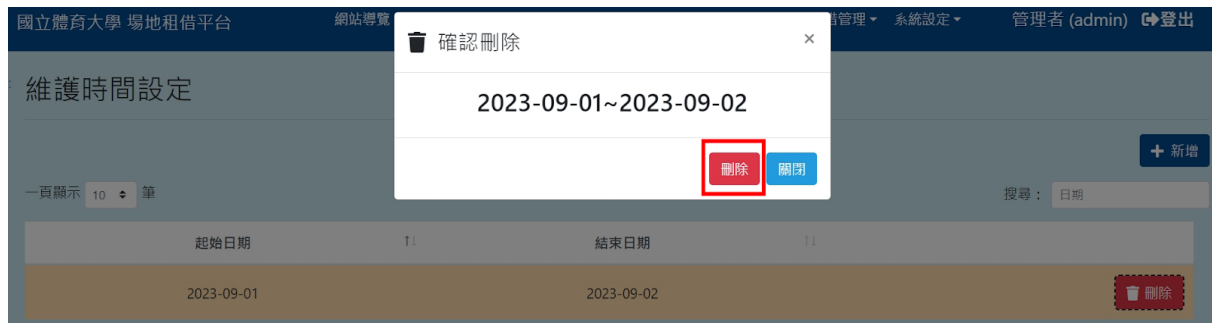 國立體育大學 場地租借平台 網站導覽 借管理 系統設定 管理者 (admin) 登出
確認刪除 ×
維護時間設定
2023-09-01~2023-09-02
刪除 關閉
+ 新增
一頁顯示 10 筆 搜尋： 日期
起始日期 ↑↓ 結束日期 ↑↓
2023-09-01 2023-09-02 刪除